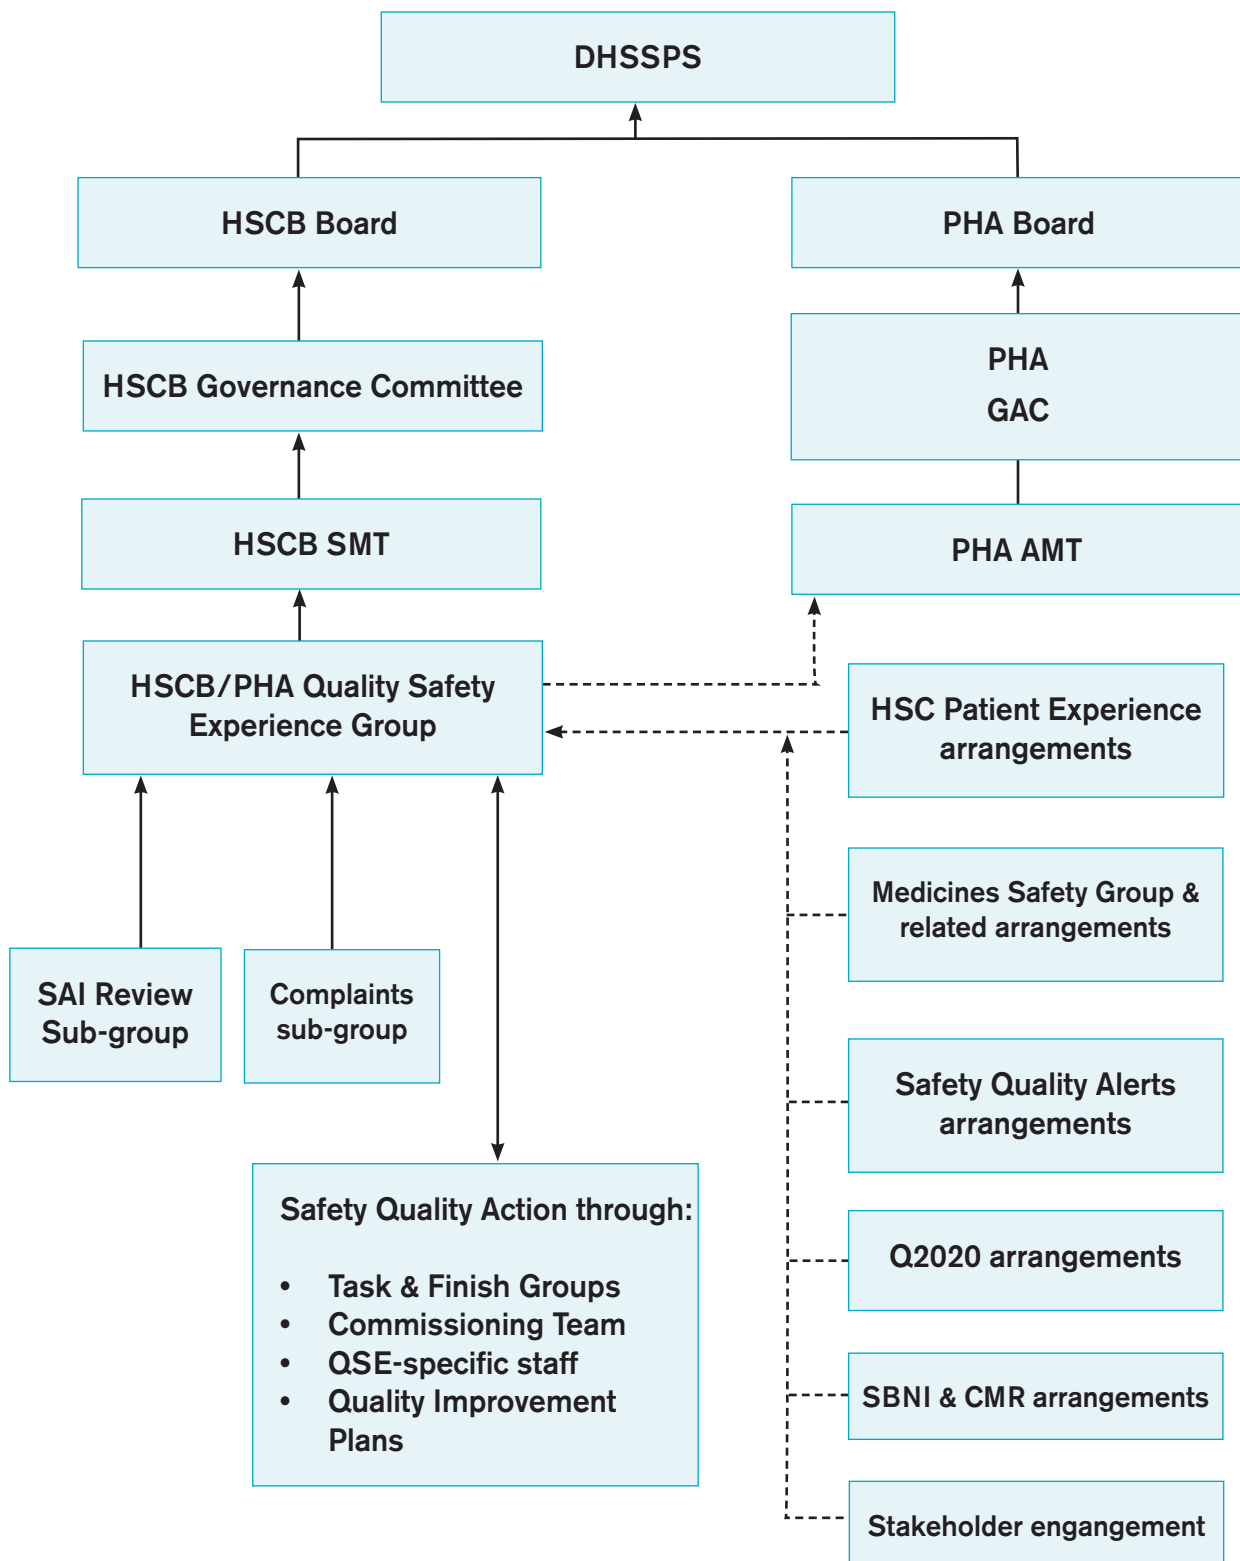 DHSSPS
HSCB Board
PHA Board
HSCB Governance Committee
PHA
GAC
HSCB SMT
PHA AMT
HSCB/PHA Quality Safety
Experience Group
HSC Patient Experience
arrangements
Medicines Safety Group &
related arrangements
SAI Review
Sub-group
Complaints
sub-group
Safety Quality Alerts
arrangements
Safety Quality Action through:
• Task & Finish Groups
• Commissioning Team
• QSE-specific staff
• Quality Improvement
Plans
Q2020 arrangements
SBNI & CMR arrangements
Stakeholder engangement